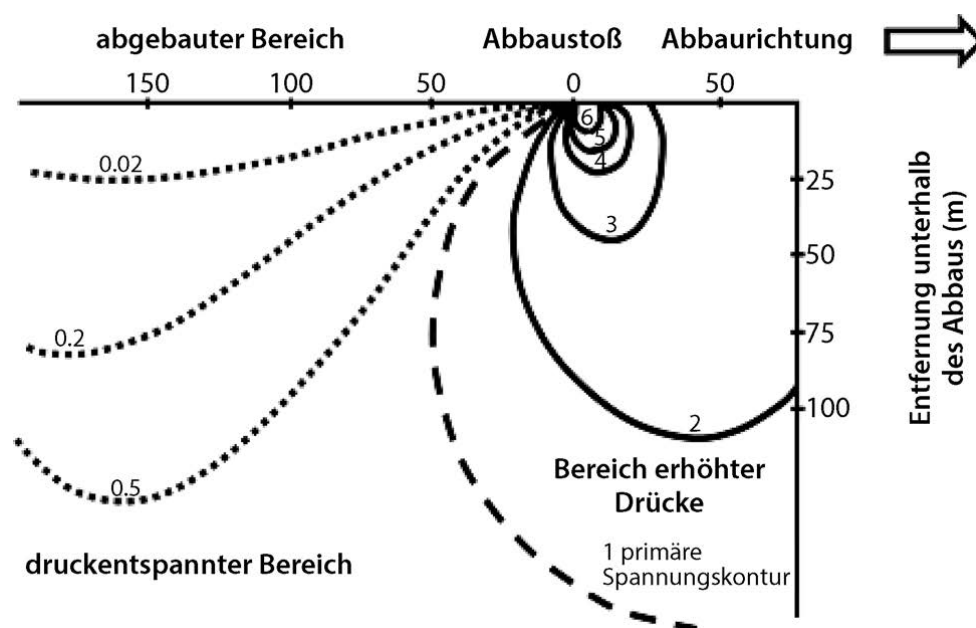 abgebauter Bereich
Abbaustoß
Abbaurichtung
150
100
50
0
50
6
5
4
3
2
0.02
0.2
0.5
25
50
75
100
Entfernung unterhalb
des Abbaus (m)
Bereich erhöhter
Drücke
1 primäre
Spannungskontur
druckentspannter Bereich